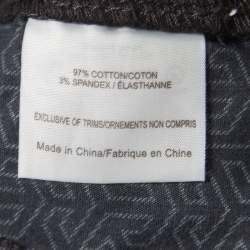 97% COTTON/COTON
3% SPANDEX / ÉLASTHANNE
EXCLUSIVE OF TRIMS/ORNEMENTS NON COMPRIS
Made in China/Fabrique en Chine